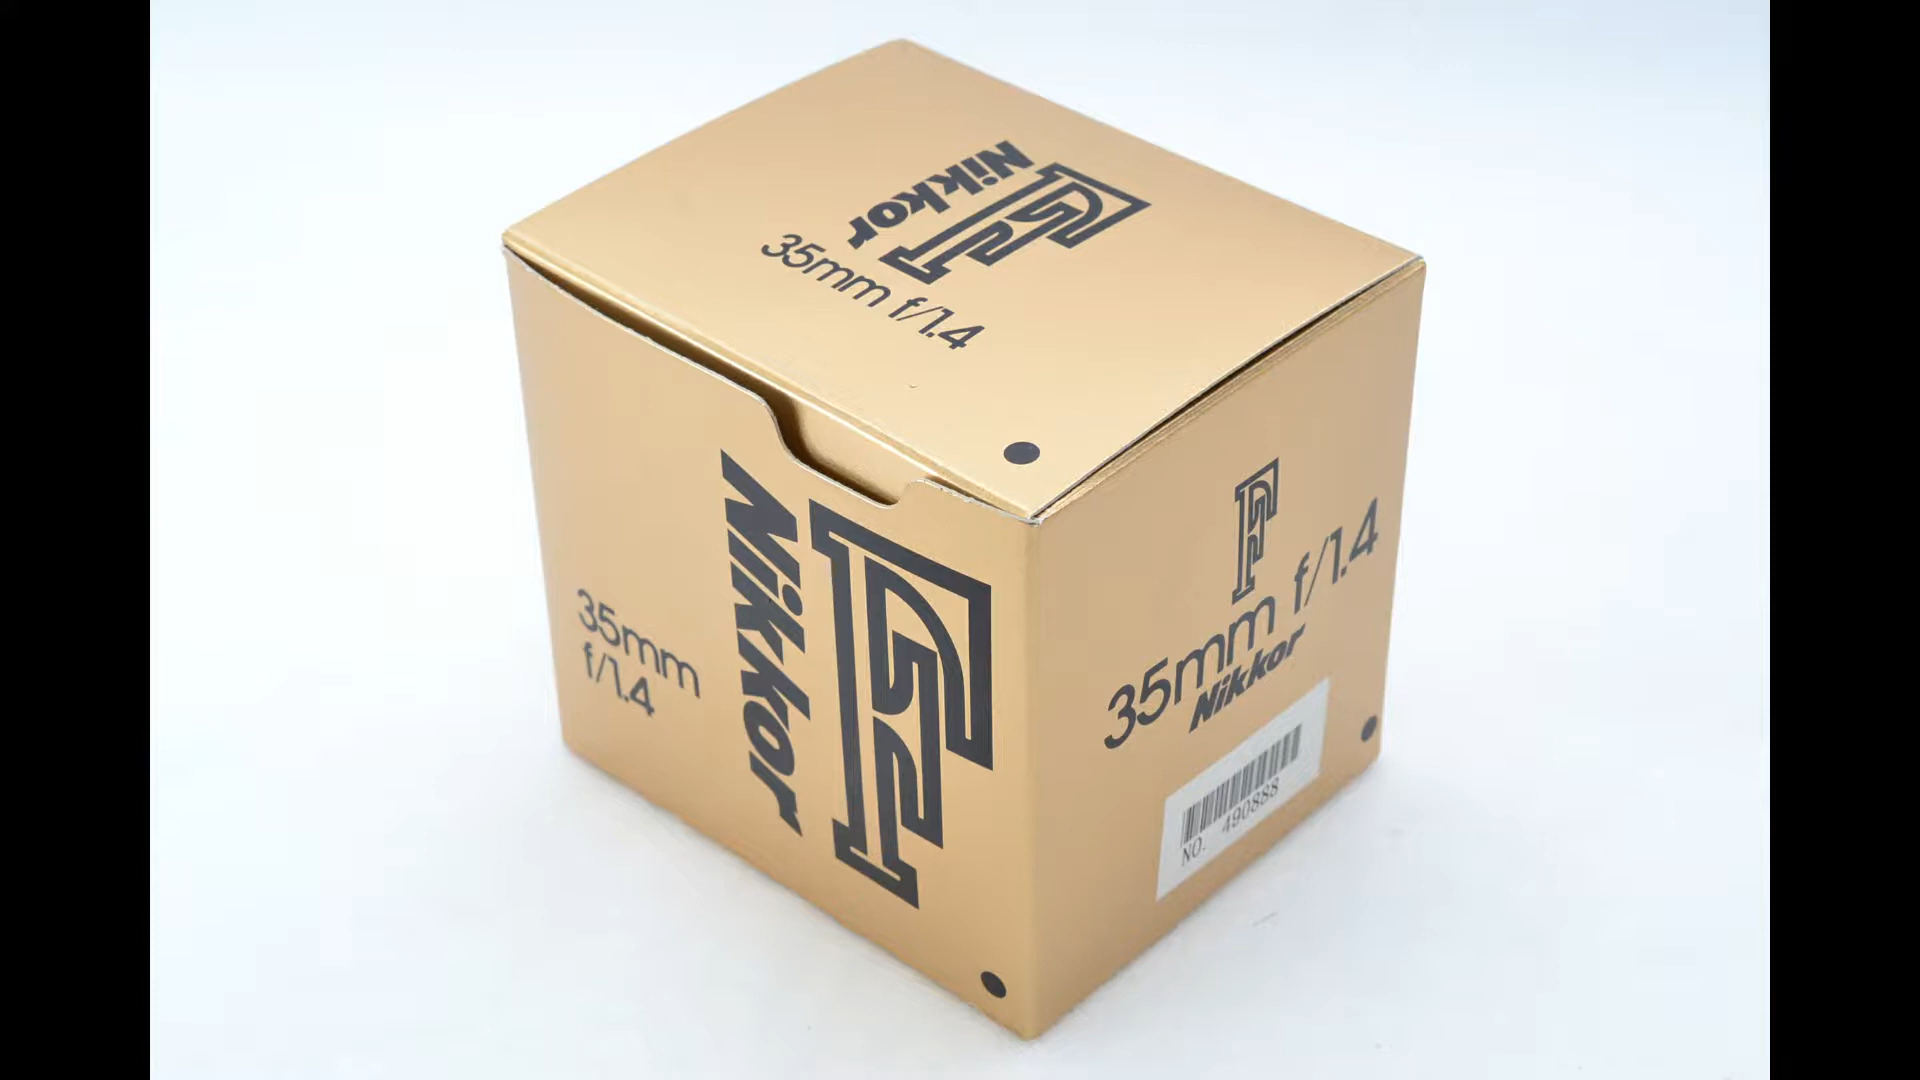 Nikkor
35mm f/1.4
Nikkor
35mm
f/1.4
F
35mm f/1.4
Nikkor
NO. 490888